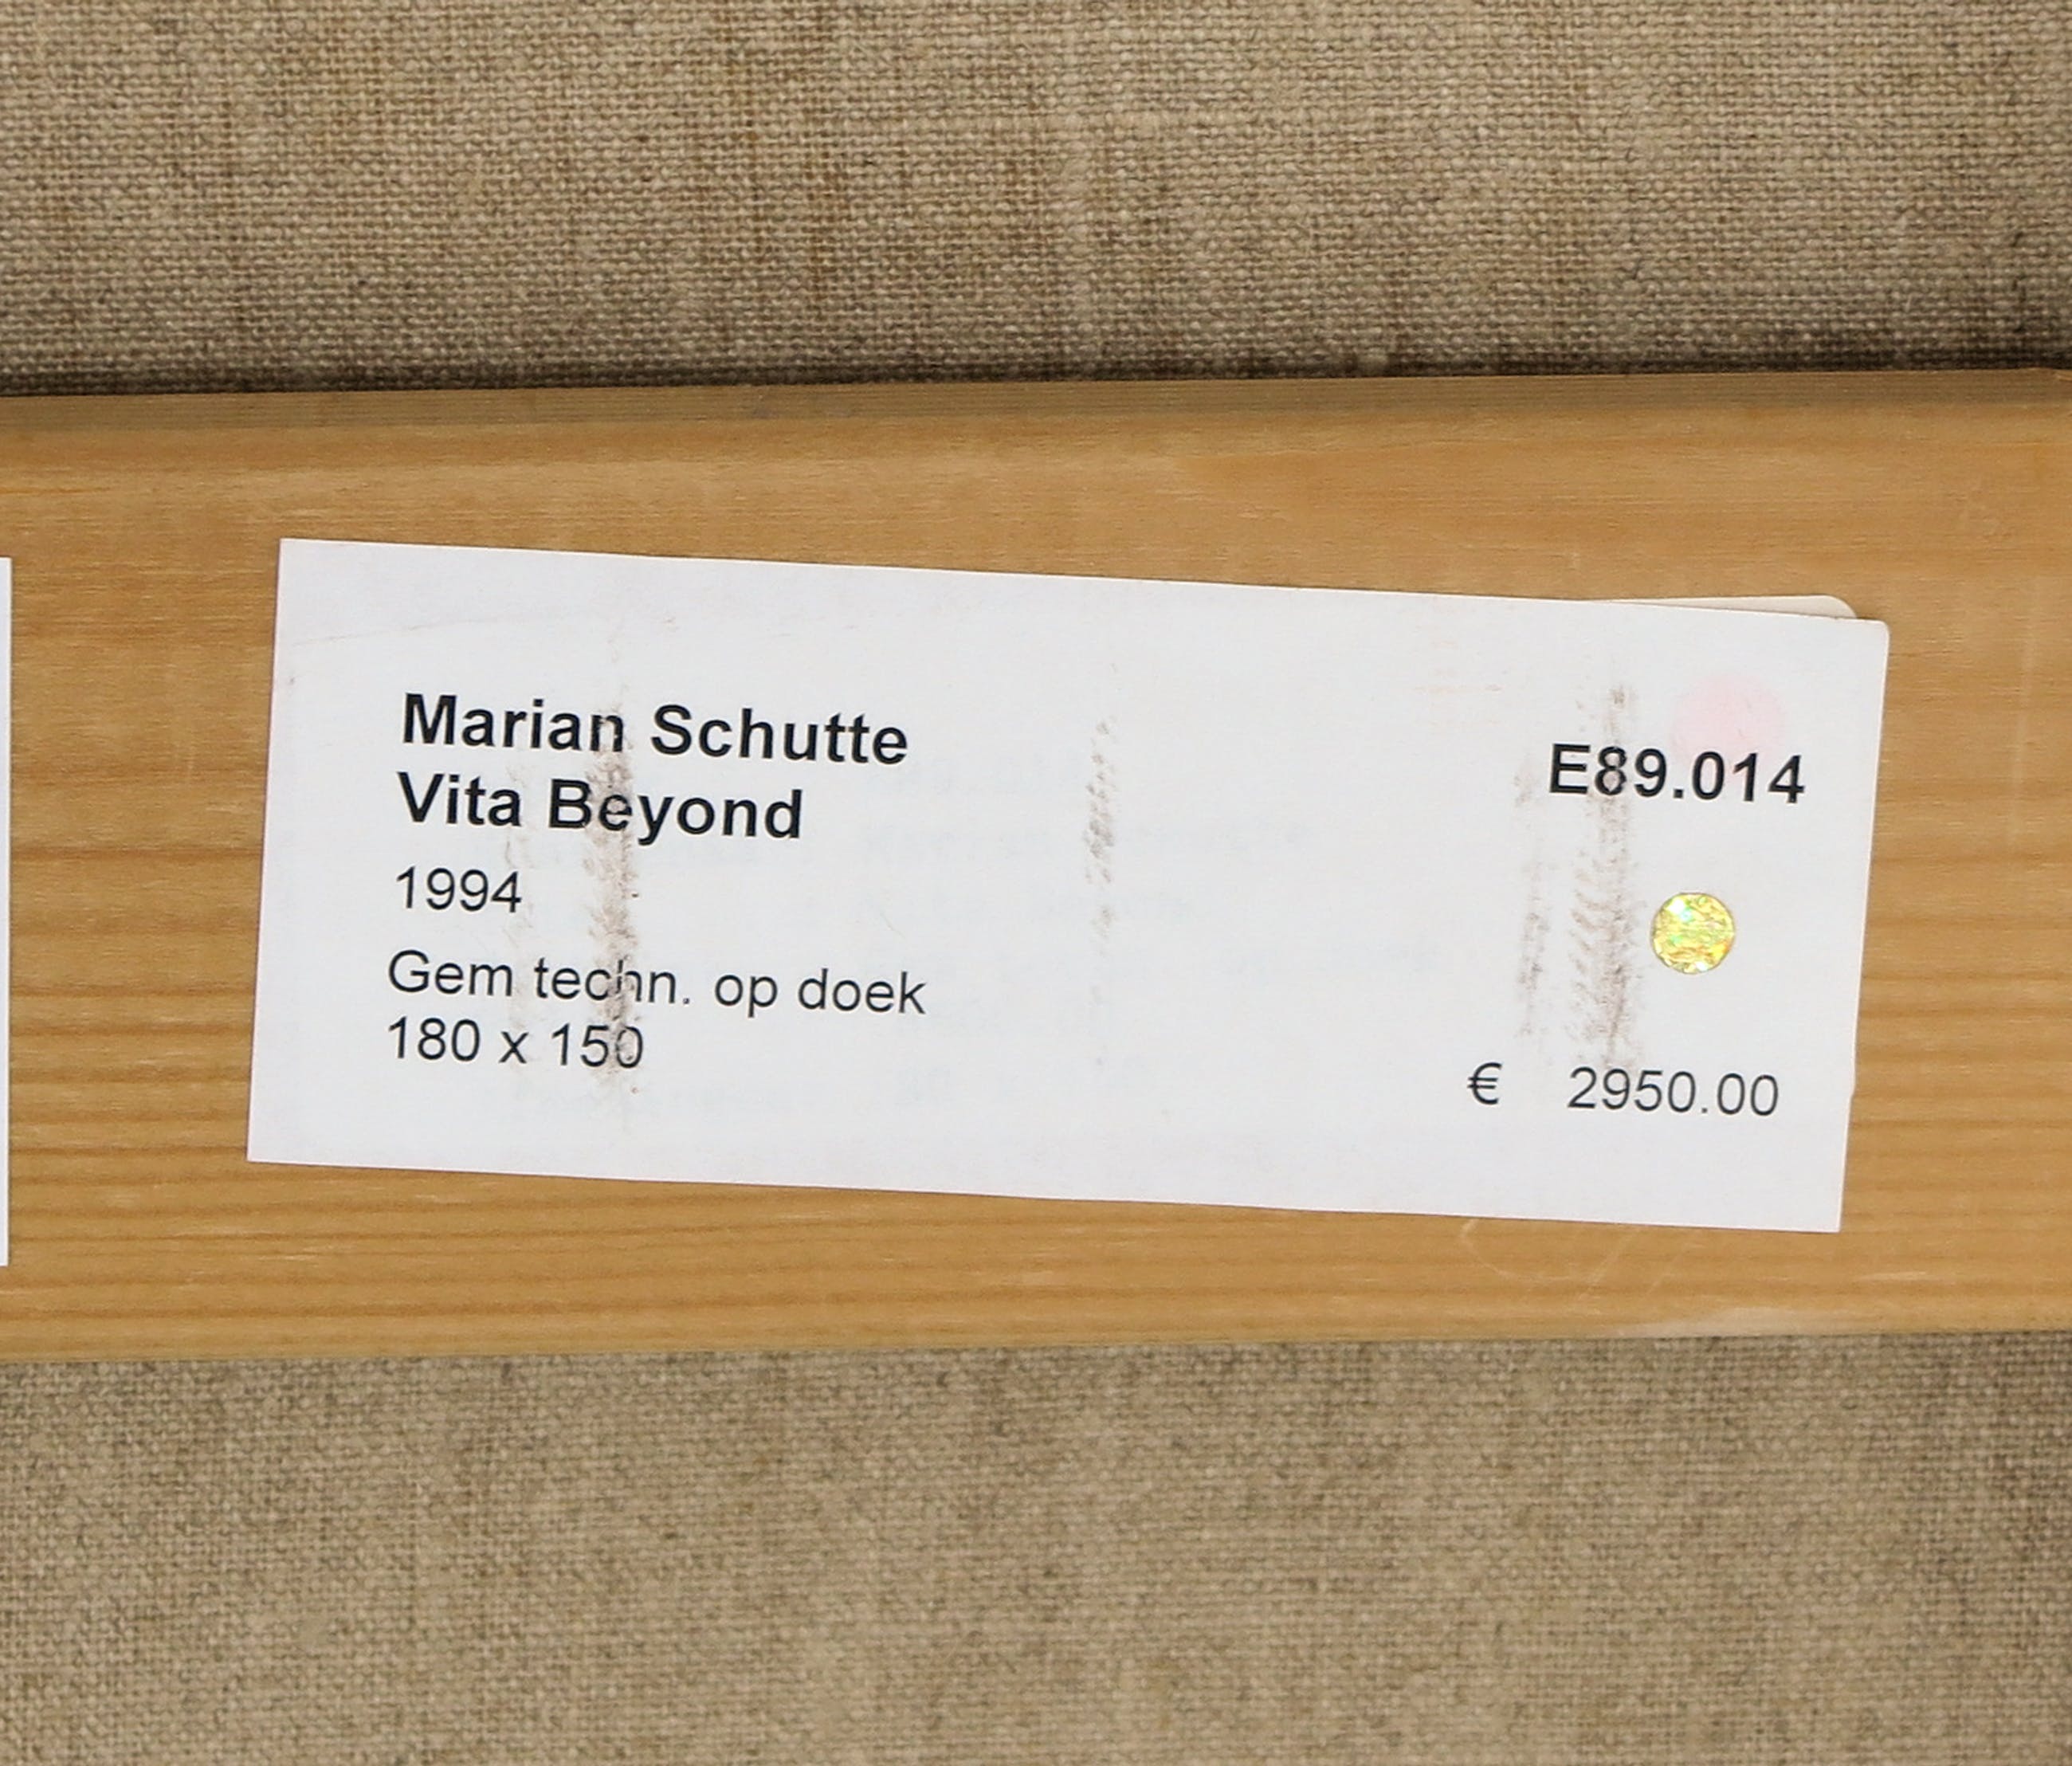 Marian Schutte
Vita Beyond
E89.014
1994
Gem techn. op doek
180 x 150
€ 2950.00